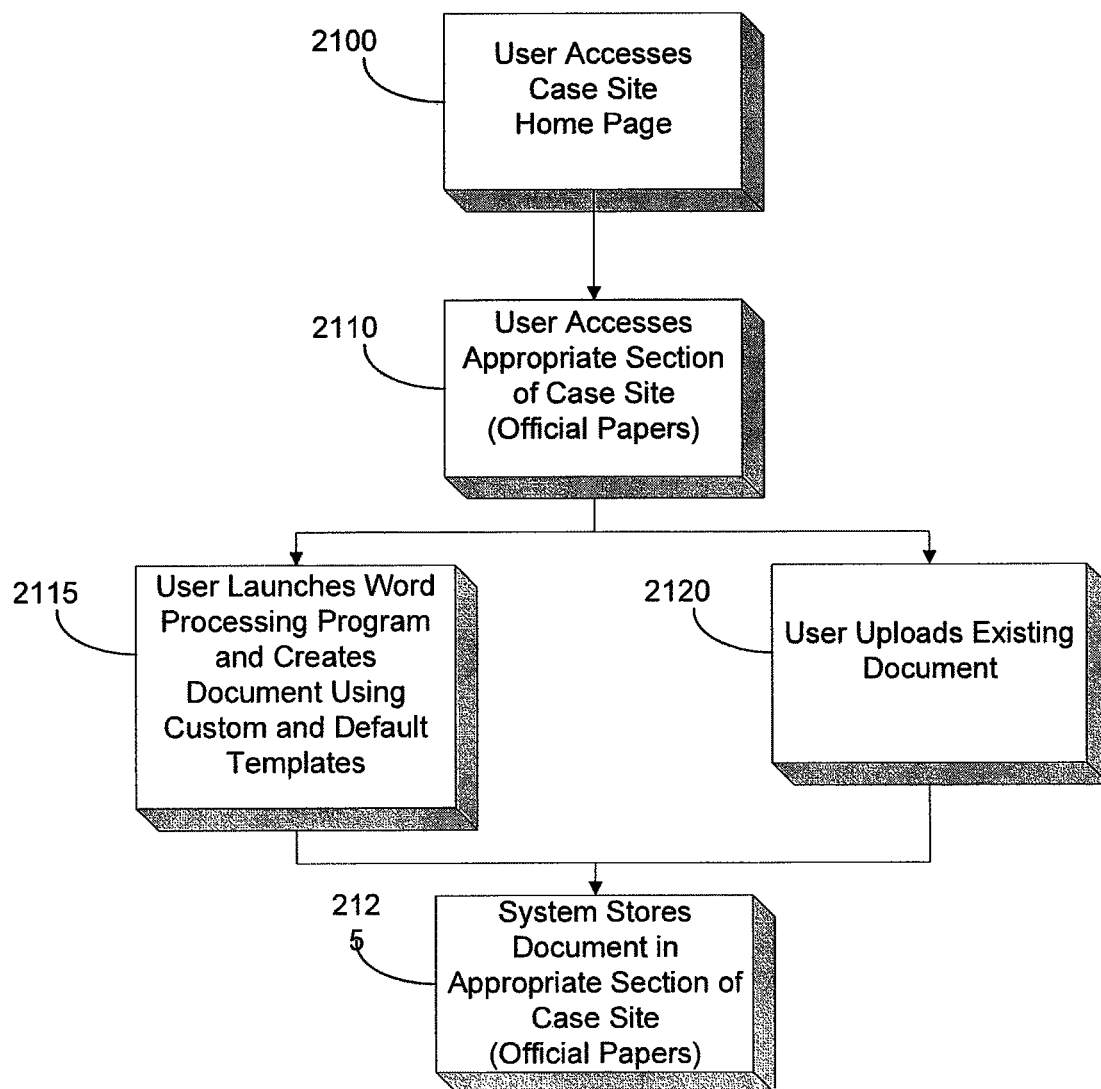 2100
User Accesses
Case Site
Home Page
2110
User Accesses
Appropriate Section
of Case Site
(Official Papers)
2115
User Launches Word
Processing Program
and Creates
Document Using
Custom and Default
Templates
2120
User Uploads Existing
Document
212
5
System Stores
Document in
Appropriate Section of
Case Site
(Official Papers)